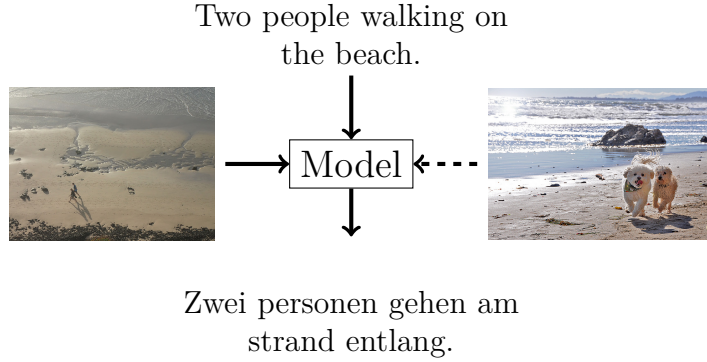 Two people walking on
the beach.
Model
Zwei personen gehen am
strand entlang.